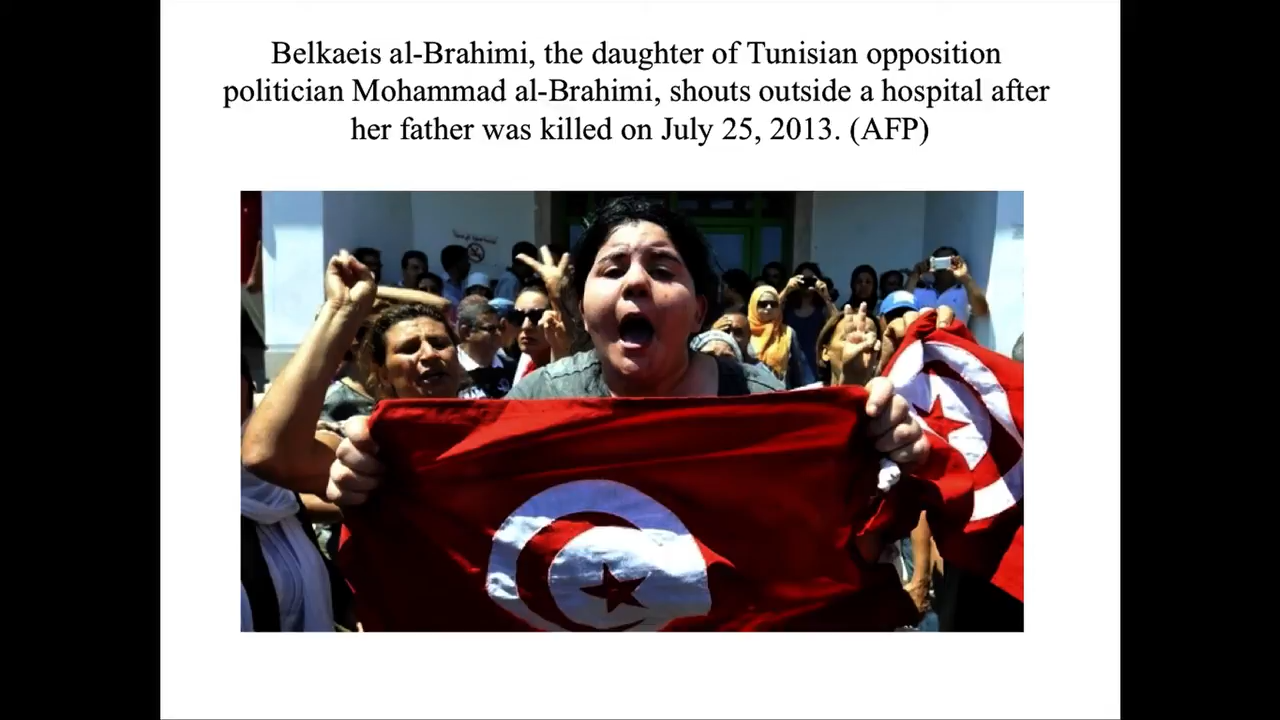 Belkaeis al-Brahimi, the daughter of Tunisian opposition
politician Mohammad al-Brahimi, shouts outside a hospital after
her father was killed on July 25, 2013. (AFP)